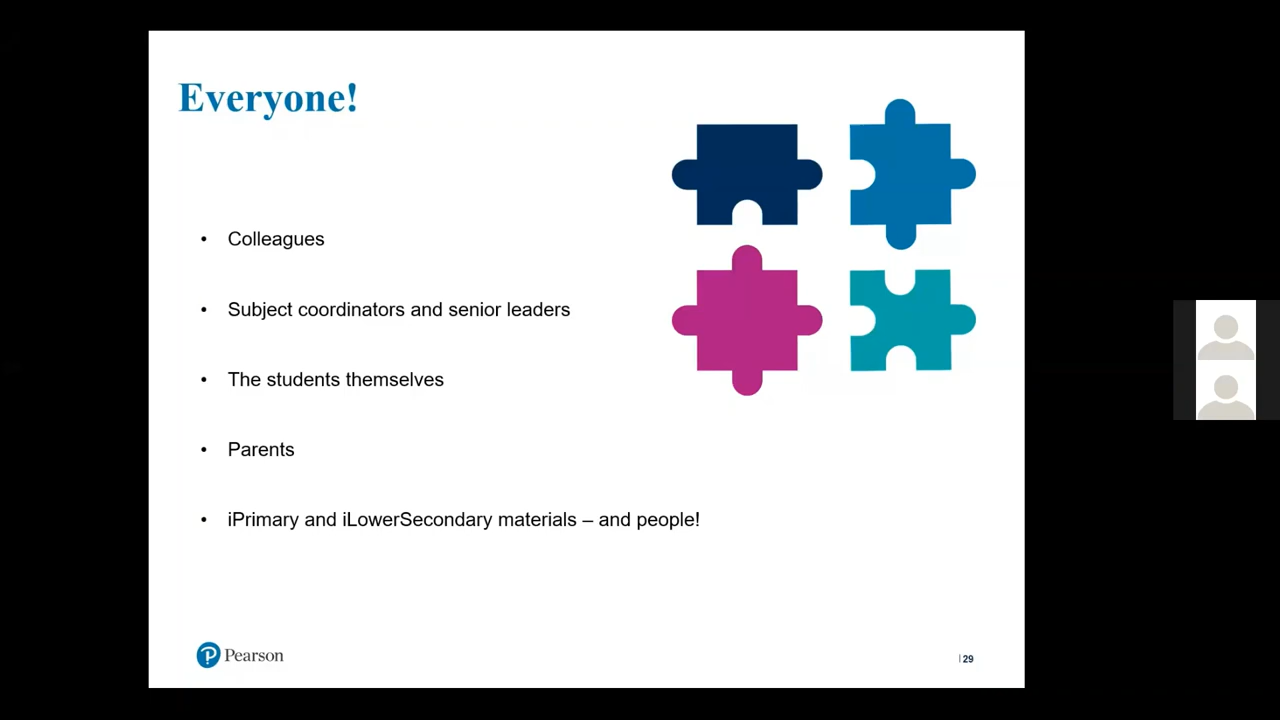 Everyone!
• Colleagues
• Subject coordinators and senior leaders
• The students themselves
• Parents
• iPrimary and iLowerSecondary materials – and people!
Pearson
| 29